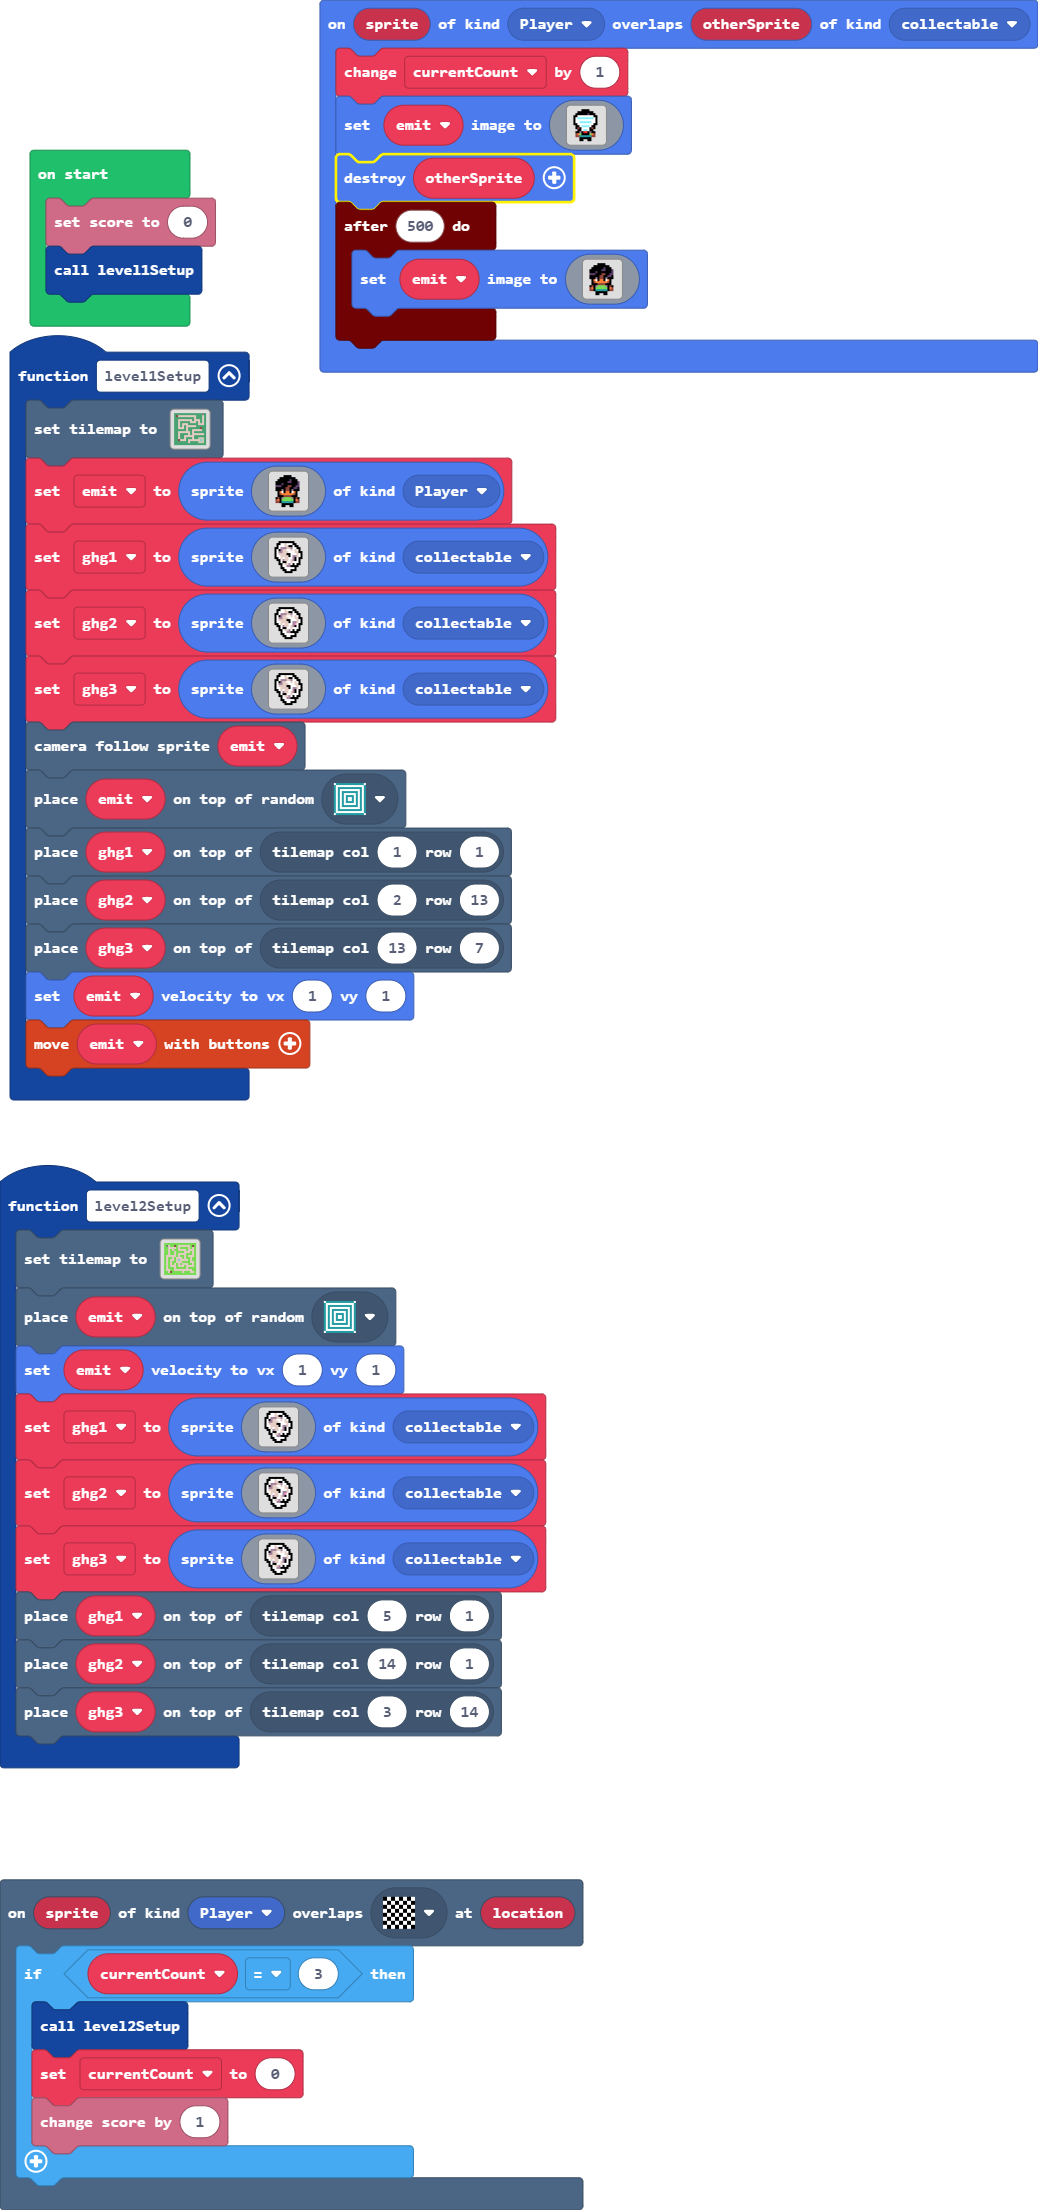 on sprite of kind Player overlaps otherSprite of kind collectable
change currentCount by 1
set emit image to
destroy otherSprite
after 500 do
set emit image to
on start
set score to 0
call level1Setup
function level1Setup
set tilemap to
set emit to sprite of kind Player
set ghg1 to sprite of kind collectable
set ghg2 to sprite of kind collectable
set ghg3 to sprite of kind collectable
camera follow sprite emit
place emit on top of random
place ghg1 on top of tilemap col 1 row 1
place ghg2 on top of tilemap col 2 row 13
place ghg3 on top of tilemap col 13 row 7
set emit velocity to vx 1 vy 1
move emit with buttons
function level2Setup
set tilemap to
place emit on top of random
set emit velocity to vx 1 vy 1
set ghg1 to sprite of kind collectable
set ghg2 to sprite of kind collectable
set ghg3 to sprite of kind collectable
place ghg1 on top of tilemap col 5 row 1
place ghg2 on top of tilemap col 14 row 1
place ghg3 on top of tilemap col 3 row 14
on sprite of kind Player overlaps at location
if currentCount = 3 then
call level2Setup
set currentCount to 0
change score by 1